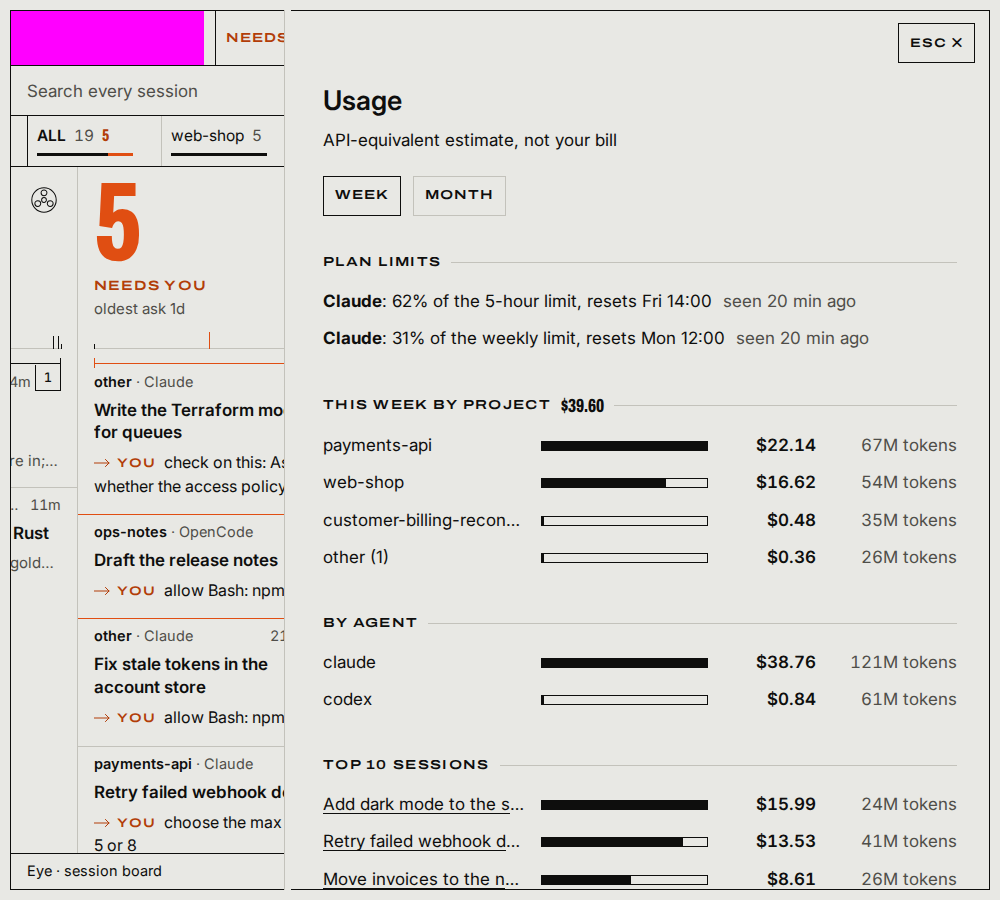 NEEDS
Search every session
ALL 19 5
web-shop 5
5
NEEDS YOU
oldest ask 1d
4m 1
re in;...
.. 11m
Rust
gold...
other · Claude
Write the Terraform mo
for queues
→ YOU check on this: As
whether the access policy
ops-notes · OpenCode
Draft the release notes
→ YOU allow Bash: npm
other · Claude 21
Fix stale tokens in the
account store
→ YOU allow Bash: npm
payments-api · Claude
Retry failed webhook d
→ YOU choose the max
5 or 8
Eye · session board
ESC ✕
Usage
API-equivalent estimate, not your bill
WEEK
MONTH
PLAN LIMITS
Claude: 62% of the 5-hour limit, resets Fri 14:00 seen 20 min ago
Claude: 31% of the weekly limit, resets Mon 12:00 seen 20 min ago
THIS WEEK BY PROJECT $39.60
payments-api $22.14 67M tokens
web-shop $16.62 54M tokens
customer-billing-recon... $0.48 35M tokens
other (1) $0.36 26M tokens
BY AGENT
claude $38.76 121M tokens
codex $0.84 61M tokens
TOP 10 SESSIONS
Add dark mode to the s... $15.99 24M tokens
Retry failed webhook d... $13.53 41M tokens
Move invoices to the n... $8.61 26M tokens